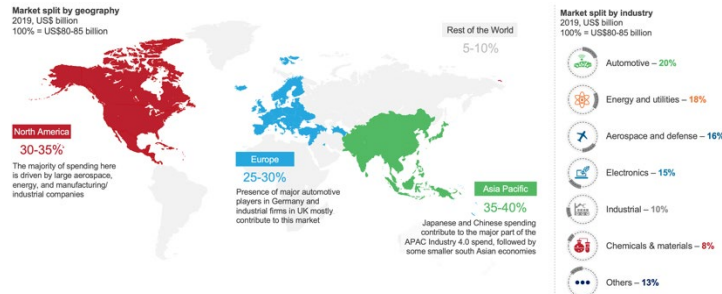 Market split by geography
2019, US$ billion
100% = US$80-85 billion
Rest of the World
5-10%
North America
30-35%
The majority of spending here
is driven by large aerospace,
energy, and manufacturing/
industrial companies
Europe
25-30%
Presence of major automotive
players in Germany and
industrial firms in UK mostly
contribute to this market
Asia Pacific
35-40%
Japanese and Chinese spending
contribute to the major part of the
APAC Industry 4.0 spend, followed by
some smaller south Asian economies
Market split by industry
2019, US$ billion
100% = US$80-85 billion
Automotive – 20%
Energy and utilities – 18%
Aerospace and defense – 16%
Electronics – 15%
Industrial – 10%
Chemicals & materials – 8%
Others – 13%